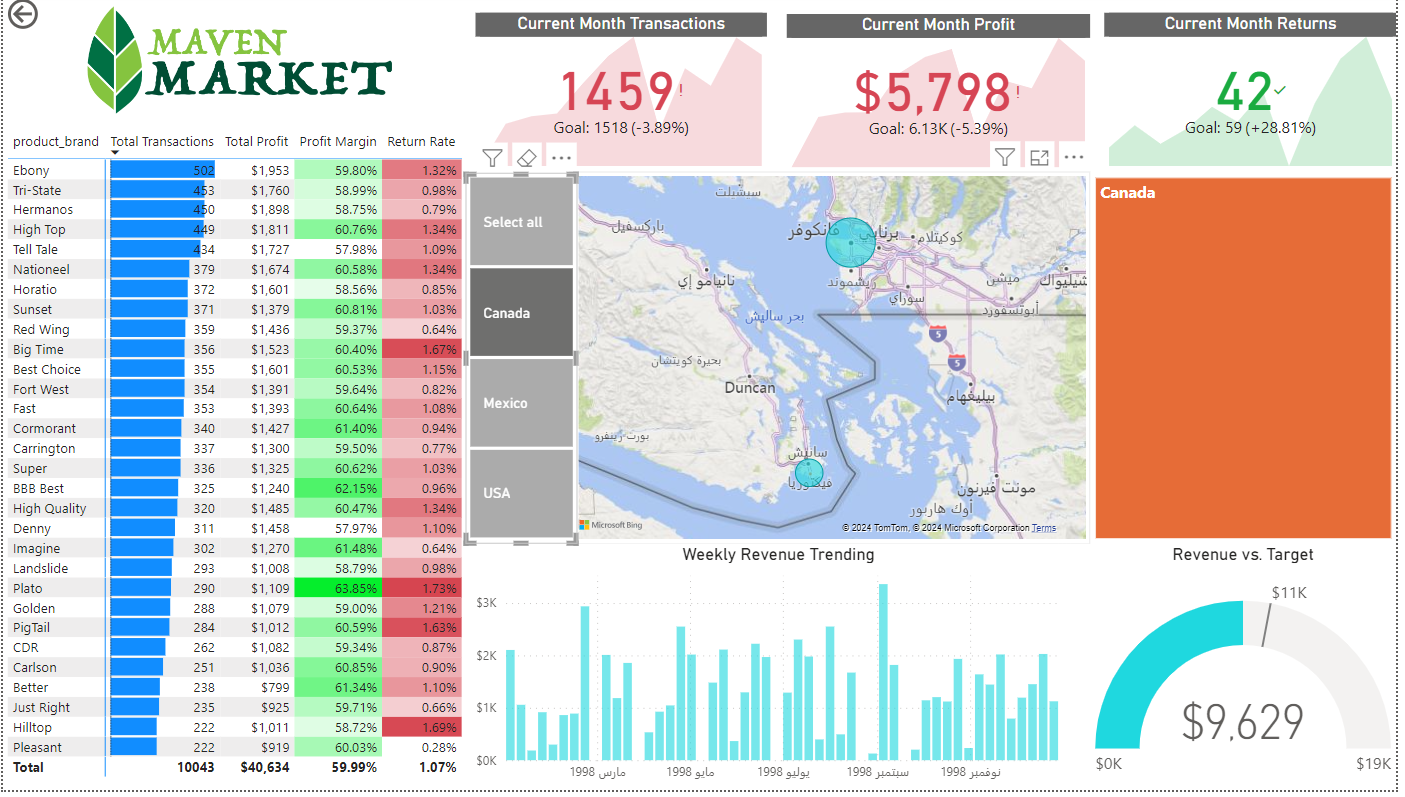 MAVEN
MARKET
Current Month Transactions
1459!
Goal: 1518 (-3.89%)
Current Month Profit
$5,798!
Goal: 6.13K (-5.39%)
Current Month Returns
42
Goal: 59 (+28.81%)
product_brand Total Transactions Total Profit Profit Margin Return Rate
Ebony 502 $1,953 59.80% 1.32%
Tri-State 453 $1,760 58.99% 0.98%
Hermanos 450 $1,898 58.75% 0.79%
High Top 449 $1,811 60.76% 1.34%
Tell Tale 434 $1,727 57.98% 1.09%
Nationeel 379 $1,674 60.58% 1.34%
Horatio 372 $1,601 58.56% 0.85%
Sunset 371 $1,379 60.81% 1.03%
Red Wing 359 $1,436 59.37% 0.64%
Big Time 356 $1,523 60.40% 1.67%
Best Choice 355 $1,601 60.53% 1.15%
Fort West 354 $1,391 59.64% 0.82%
Fast 353 $1,393 60.64% 1.08%
Cormorant 340 $1,427 61.40% 0.94%
Carrington 337 $1,300 59.50% 0.77%
Super 336 $1,325 60.62% 1.03%
BBB Best 325 $1,240 62.15% 0.96%
High Quality 320 $1,485 60.47% 1.34%
Denny 311 $1,458 57.97% 1.10%
Imagine 302 $1,270 61.48% 0.64%
Landslide 293 $1,008 58.79% 0.98%
Plato 290 $1,109 63.85% 1.73%
Golden 288 $1,079 59.00% 1.21%
PigTail 284 $1,012 60.59% 1.63%
CDR 262 $1,082 59.34% 0.87%
Carlson 251 $1,036 60.85% 0.90%
Better 238 $799 61.34% 1.10%
Just Right 235 $925 59.71% 0.66%
Hilltop 222 $1,011 58.72% 1.69%
Pleasant 222 $919 60.03% 0.28%
Total 10043 $40,634 59.99% 1.07%
Select all
Canada
Mexico
USA
سيشيلت
باركسفيل
فانكوفر
برنابي
كوكيتلام
نانيامو إي
ريشموند
سوراي
ميشن
أبوتسفورد
بحر ساليش
بحيرة كويتشان
Duncan
بيليغهام
بورت رينفرو
سانيتش
فيكتوريا
مونت فيرنون
أوك هاربور
5
5
Microsoft Bing
© 2024 TomTom, © 2024 Microsoft Corporation Terms
Canada
Weekly Revenue Trending
$3K
$2K
$1K
$0K
مارس 1998
مايو 1998
يوليو 1998
سبتمبر 1998
نوفمبر 1998
Revenue vs. Target
$11K
$9,629
$0K
$19K